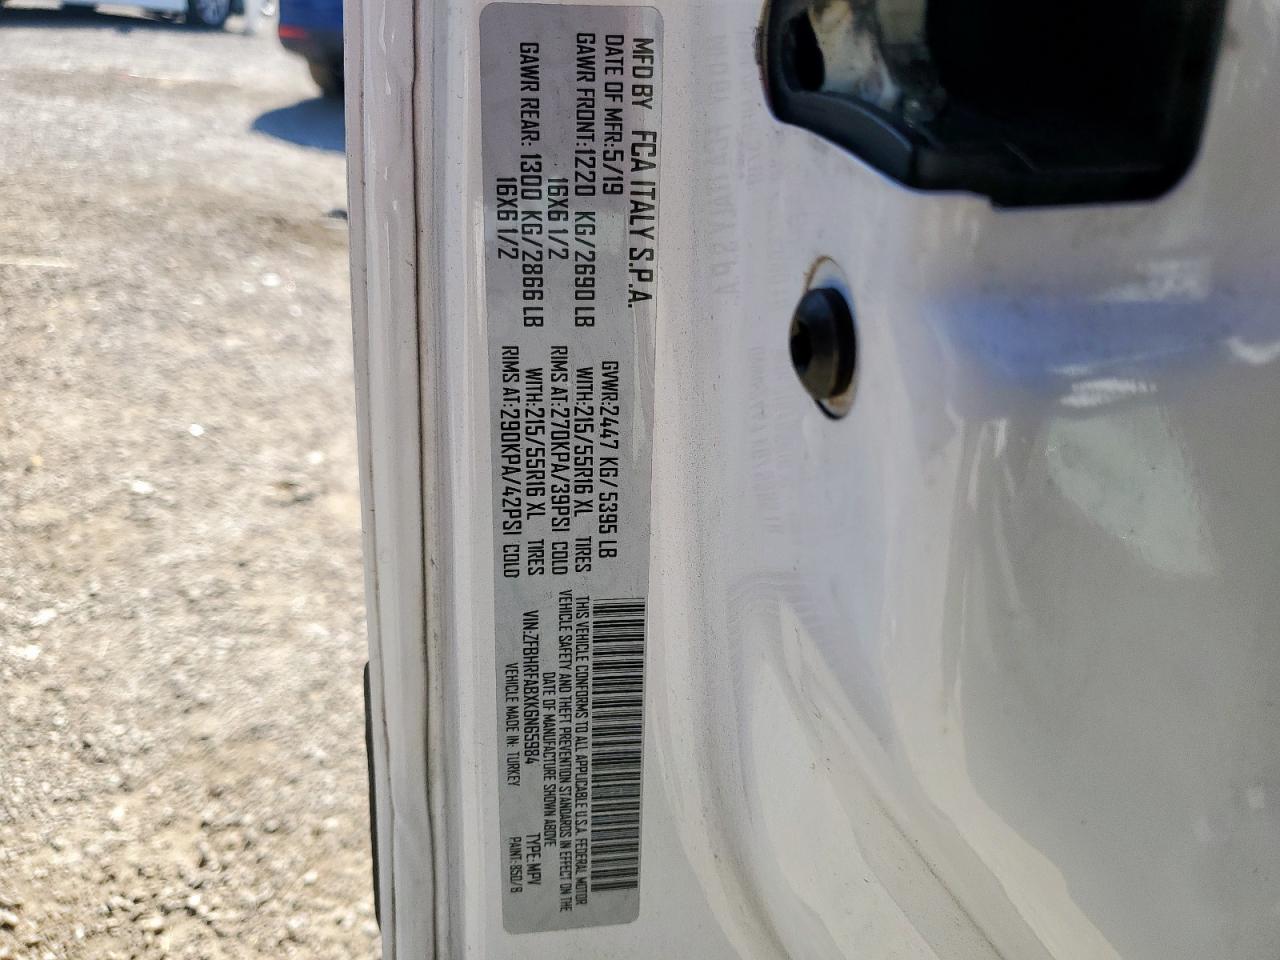 MFD BY FCA ITALY S.P.A.
DATE OF MFR:5/19 GVWR:2447 KG/ 5395 LB
GAWR FRONT:1220 KG/2690 LB WITH:215/55R16 XL TIRES
16X6 1/2 RIMS AT:270KPA/39PSI COLD
GAWR REAR: 1300 KG/2866 LB WITH:215/55R16 XL TIRES
16X6 1/2 RIMS AT:290KPA/42PSI COLD
THIS VEHICLE CONFORMS TO ALL APPLICABLE U.S.A. FEDERAL MOTOR
VEHICLE SAFETY AND THEFT PREVENTION STANDARDS IN EFFECT ON THE
DATE OF MANUFACTURE SHOWN ABOVE
VIN:ZFBHRFABXK6N65984 TYPE:MPV
VEHICLE MADE IN: TURKEY PAINT:850/B